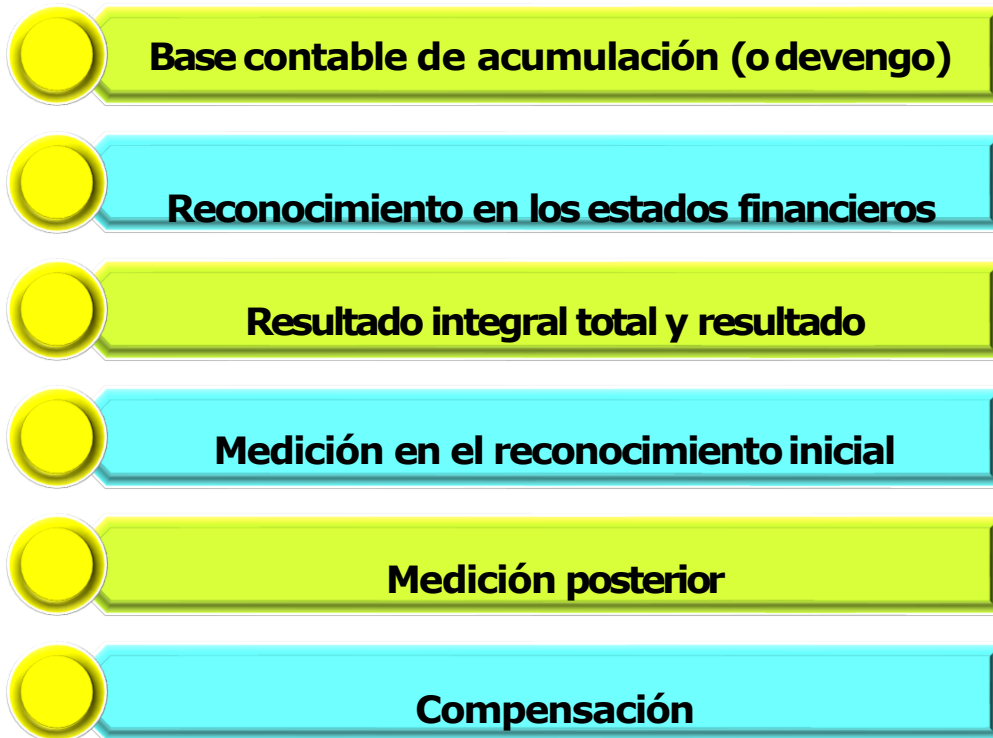 Base contable de acumulación (o devengo)
Reconocimiento en los estados financieros
Resultado integral total y resultado
Medición en el reconocimiento inicial
Medición posterior
Compensación